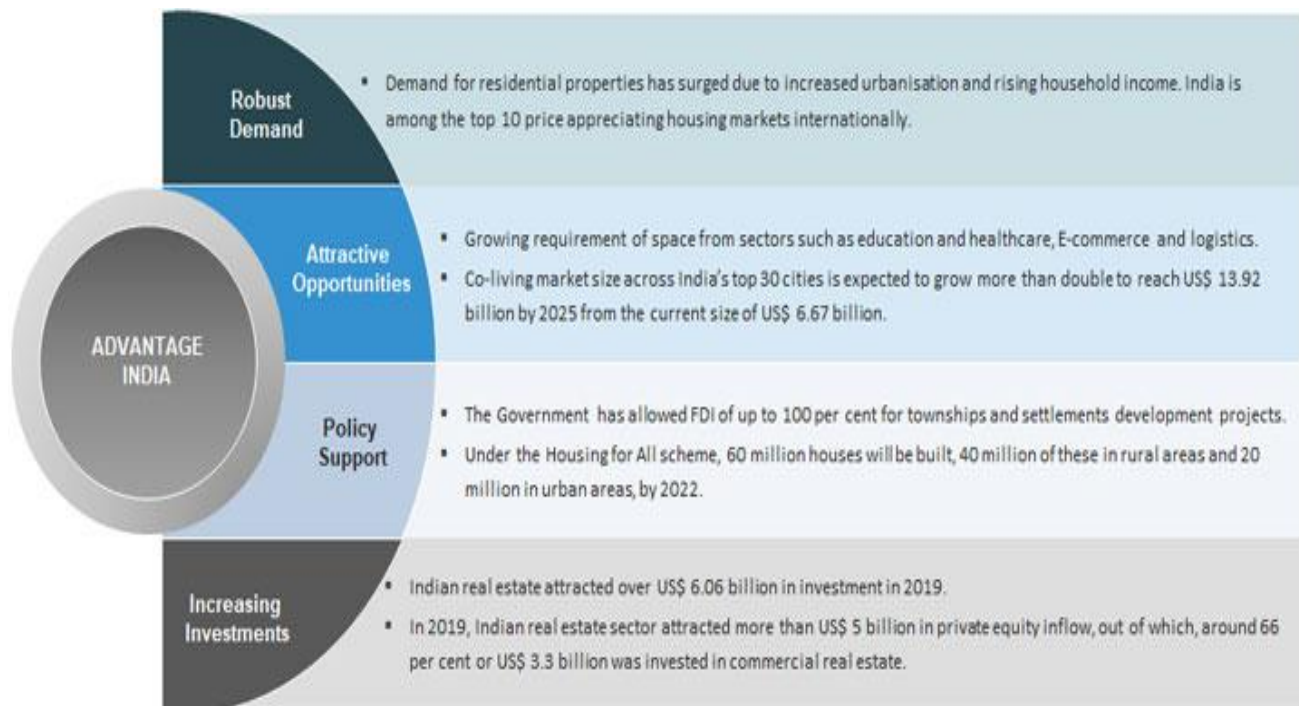 Robust
Demand
▪ Demand for residential properties has surged due to increased urbanisation and rising household income. India is
among the top 10 price appreciating housing markets internationally.
ADVANTAGE
INDIA
Attractive
Opportunities
▪ Growing requirement of space from sectors such as education and healthcare, E-commerce and logistics.
▪ Co-living market size across India's top 30 cities is expected to grow more than double to reach US$ 13.92
billion by 2025 from the current size of US$ 6.67 billion.
Policy
Support
▪ The Government has allowed FDI of up to 100 per cent for townships and settlements development projects.
▪ Under the Housing for All scheme, 60 million houses will be built, 40 million of these in rural areas and 20
million in urban areas, by 2022.
Increasing
Investments
▪ Indian real estate attracted over US$ 6.06 billion in investment in 2019.
▪ In 2019, Indian real estate sector attracted more than US$ 5 billion in private equity inflow, out of which, around 66
per cent or US$ 3.3 billion was invested in commercial real estate.